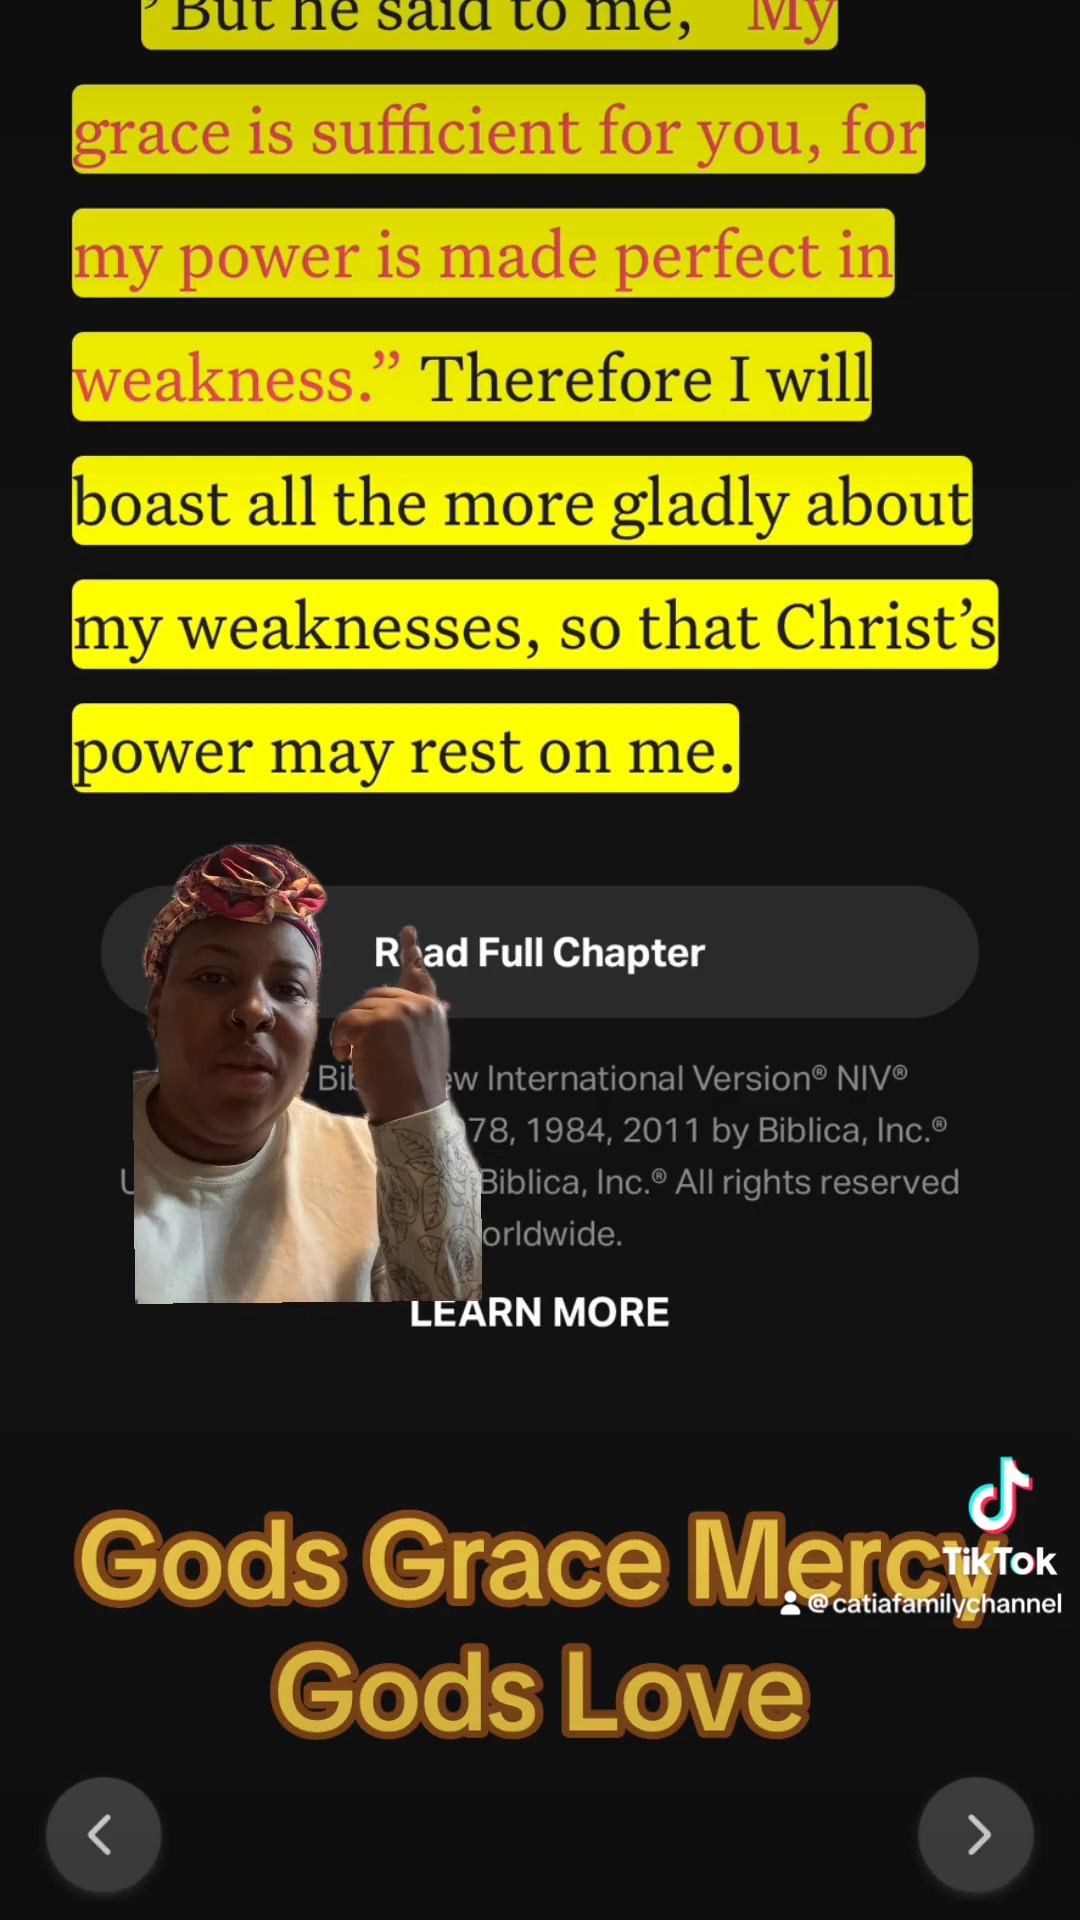 But he said to me, “My
grace is sufficient for you, for
my power is made perfect in
weakness.” Therefore I will
boast all the more gladly about
my weaknesses, so that Christ’s
power may rest on me.
Read Full Chapter
International Version® NIV®
78, 1984, 2011 by Biblica, Inc.®
Biblica, Inc.® All rights reserved
orldwide.
LEARN MORE
Gods Grace Mercy
TikTok
@catiafamilychannel
Gods Love